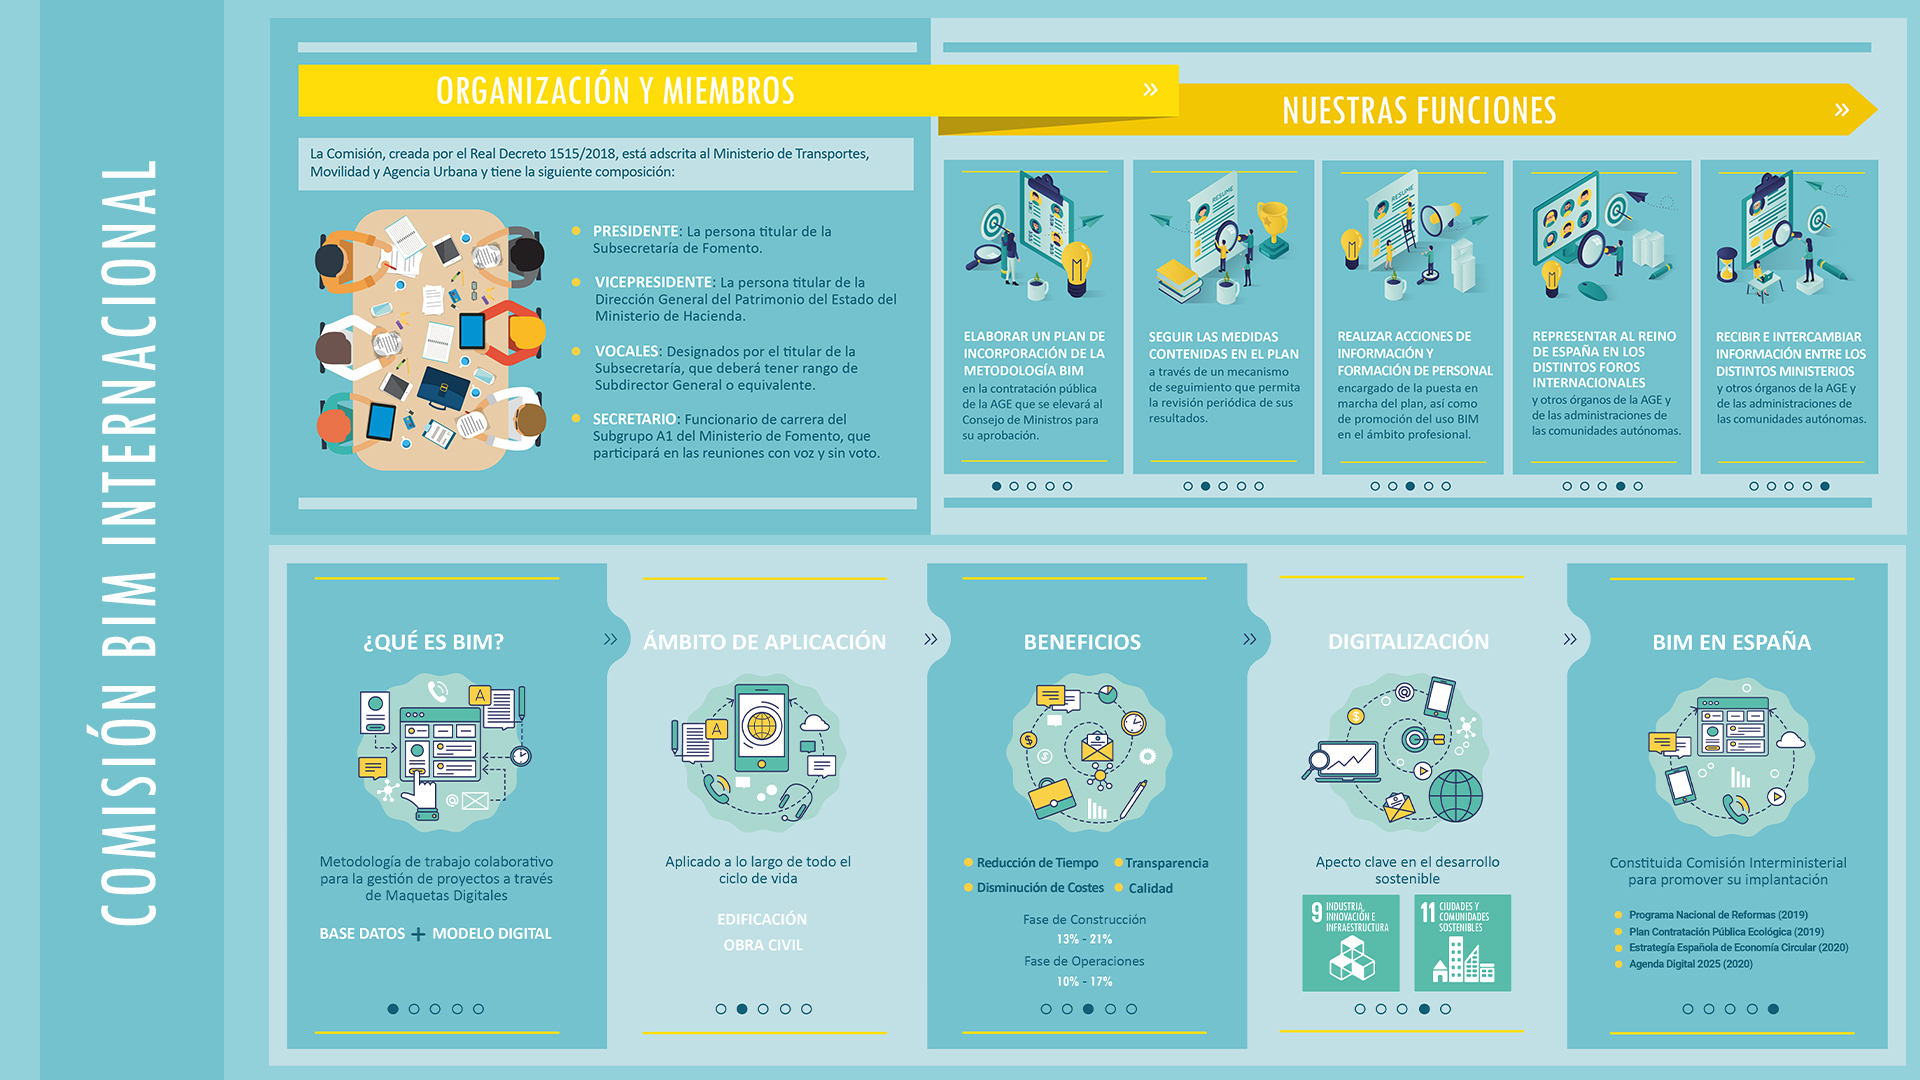 COMISIÓN BIM INTERNACIONAL
ORGANIZACIÓN Y MIEMBROS
»
La Comisión, creada por el Real Decreto 1515/2018, está adscrita al Ministerio de Transportes,
Movilidad y Agencia Urbana y tiene la siguiente composición:
PRESIDENTE: La persona titular de la
Subsecretaría de Fomento.
VICEPRESIDENTE: La persona titular de la
Dirección General del Patrimonio del Estado del
Ministerio de Hacienda.
VOCALES: Designados por el titular de la
Subsecretaría, que deberá tener rango de
Subdirector General o equivalente.
SECRETARIO: Funcionario de carrera del
Subgrupo A1 del Ministerio de Fomento, que
participará en las reuniones con voz y sin voto.
NUESTRAS FUNCIONES
»
ELABORAR UN PLAN DE
INCORPORACIÓN DE LA
METODOLOGÍA BIM
en la contratación pública
de la AGE que se elevará al
Consejo de Ministros para
su aprobación.
RESUME
SEGUIR LAS MEDIDAS
CONTENIDAS EN EL PLAN
a través de un mecanismo
de seguimiento que permita
la revisión periódica de sus
resultados.
RESUME
REALIZAR ACCIONES DE
INFORMACIÓN Y
FORMACIÓN DE PERSONAL
encargado de la puesta en
marcha del plan, así como
de promoción del uso BIM
en el ámbito profesional.
REPRESENTAR AL REINO
DE ESPAÑA EN LOS
DISTINTOS FOROS
INTERNACIONALES
y otros órganos de la AGE y
de las administraciones de
las comunidades autónomas.
RECIBIR E INTERCAMBIAR
INFORMACIÓN ENTRE LOS
DISTINTOS MINISTERIOS
y otros órganos de la AGE y
de las administraciones de
las comunidades autónomas.
¿QUÉ ES BIM?
»
A
@
Metodología de trabajo colaborativo
para la gestión de proyectos a través
de Maquetas Digitales
BASE DATOS + MODELO DIGITAL
ÁMBITO DE APLICACIÓN
»
A
Aplicado a lo largo de todo el
ciclo de vida
EDIFICACIÓN
OBRA CIVIL
BENEFICIOS
»
$
$
Reducción de Tiempo
Transparencia
Disminución de Costes
Calidad
Fase de Construcción
13% - 21%
Fase de Operaciones
10% - 17%
DIGITALIZACIÓN
»
@
$
Apecto clave en el desarrollo
sostenible
9 INDUSTRIA,
INNOVACIÓN E
INFRAESTRUCTURA
11 CIUDADES Y
COMUNIDADES
SOSTENIBLES
BIM EN ESPAÑA
Constituida Comisión Interministerial
para promover su implantación
Programa Nacional de Reformas (2019)
Plan Contratación Pública Ecológica (2019)
Estrategía Española de Economía Circular (2020)
Agenda Digital 2025 (2020)